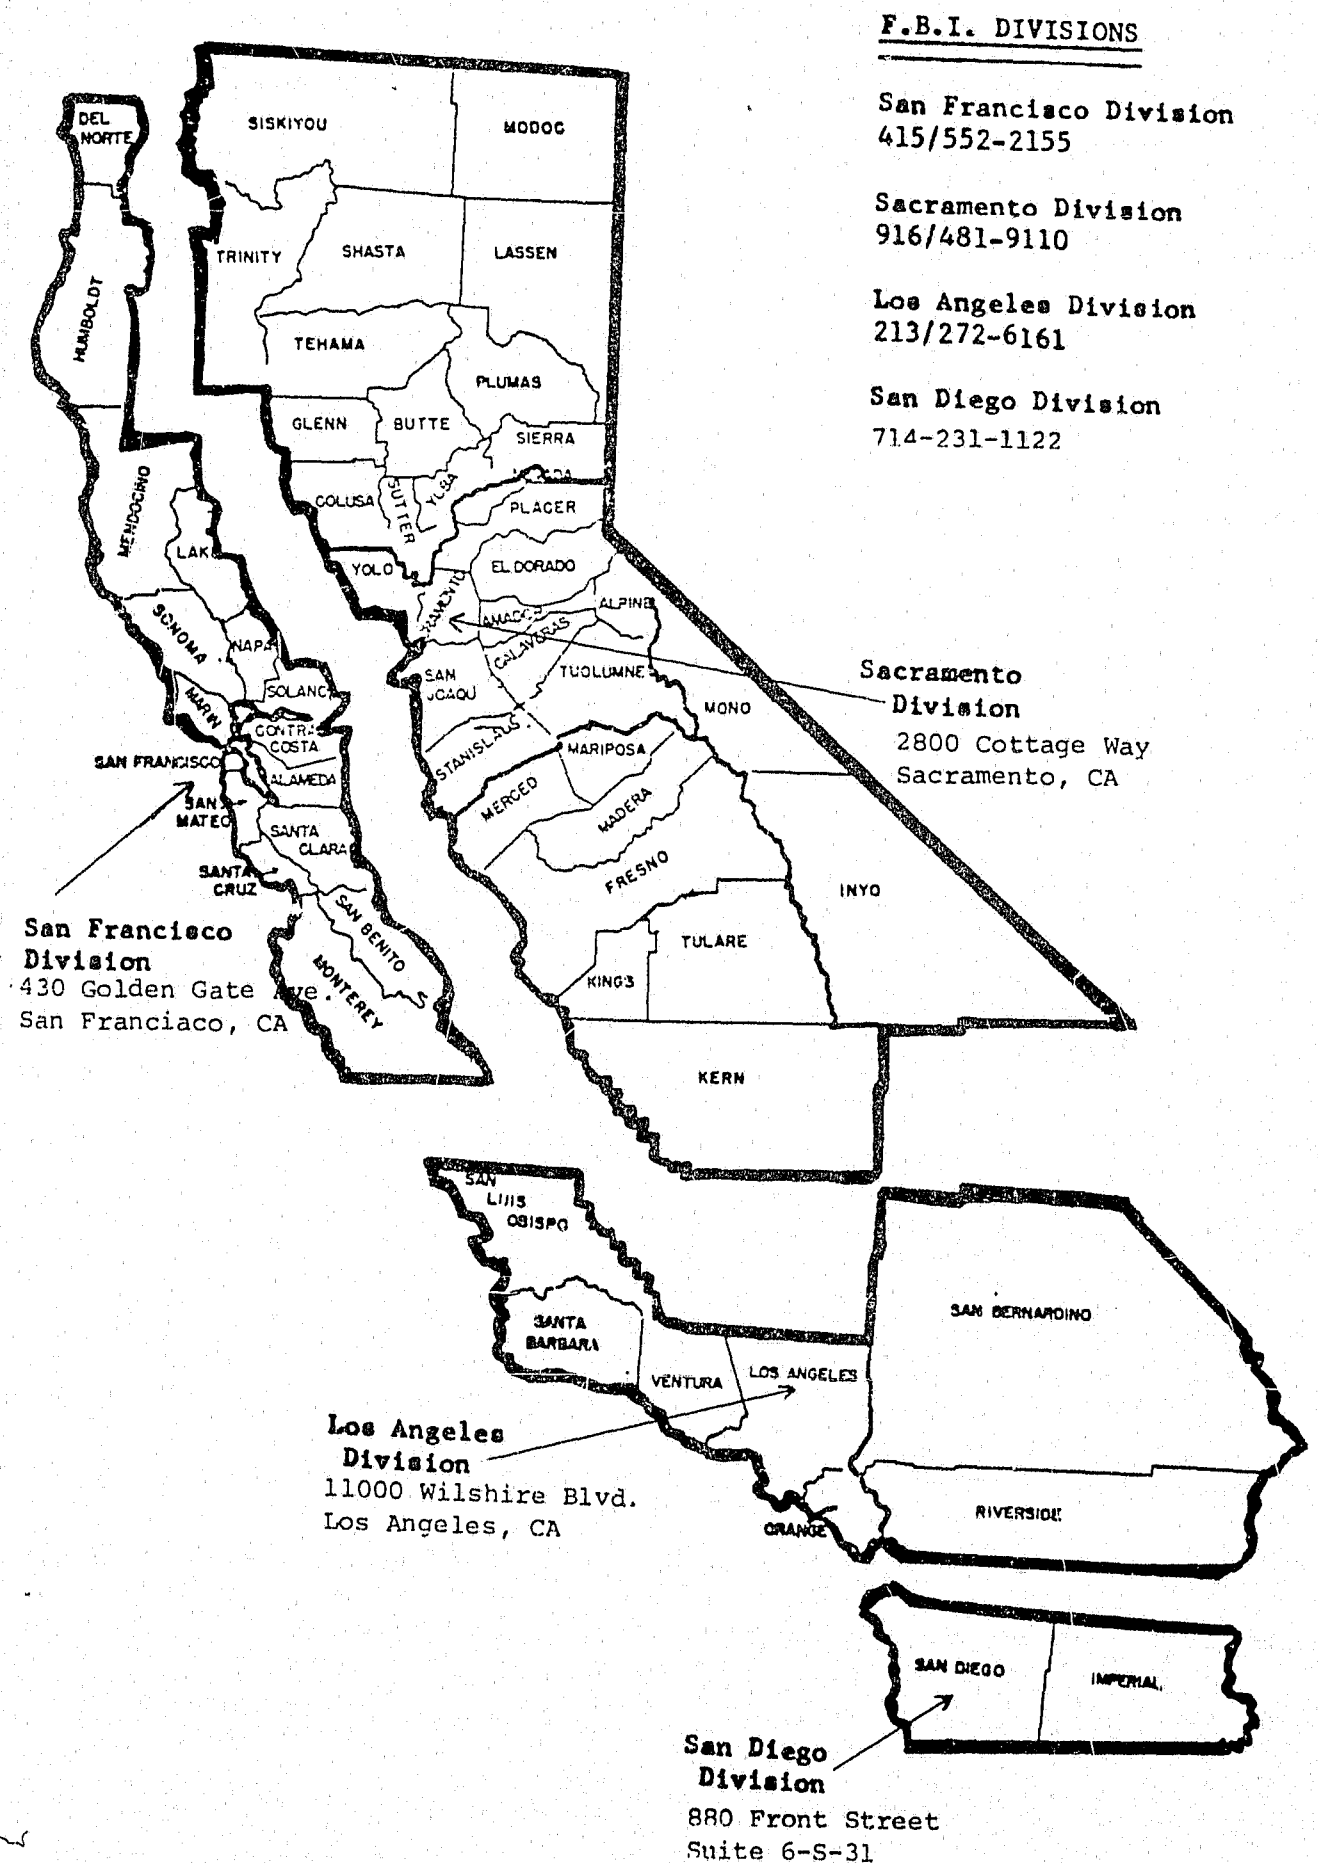 F.B.I. DIVISIONS
San Francisco Division
415/552-2155
Sacramento Division
916/481-9110
Los Angeles Division
213/272-6161
San Diego Division
714-231-1122
DEL
NORTE
SISKIYOU
MODOC
HUMBOLDT
TRINITY
SHASTA
LASSEN
TEHAMA
PLUMAS
GLENN
BUTTE
SIERRA
MENDOCINO
COLUSA
SUTTER
YUBA
PLACER
LAKE
YOLO
EL DORADO
SONOMA
NAPA
AMADOR
ALPINE
CALAVERAS
SAN
JOAQU
TUOLUMNE
MARIN
SOLANO
MONO
CONTRA
COSTA
STANISLAUS
MARIPOSA
SAN FRANCISCO
ALAMEDA
MERCED
SAN
MATEO
MADERA
SANTA
CLARA
SANTA
CRUZ
FRESNO
INYO
SAN BENITO
TULARE
MONTEREY
KINGS
KERN
Sacramento
Division
2800 Cottage Way
Sacramento, CA
San Francisco
Division
430 Golden Gate Ave.
San Franciaco, CA
SAN
LUIS
OBISPO
SANTA
BARBARA
VENTURA
LOS ANGELES
SAN BERNARDINO
Los Angeles
Division
11000 Wilshire Blvd.
Los Angeles, CA
ORANGE
RIVERSIDE
SAN DIEGO
IMPERIAL
San Diego
Division
880 Front Street
Suite 6-S-31